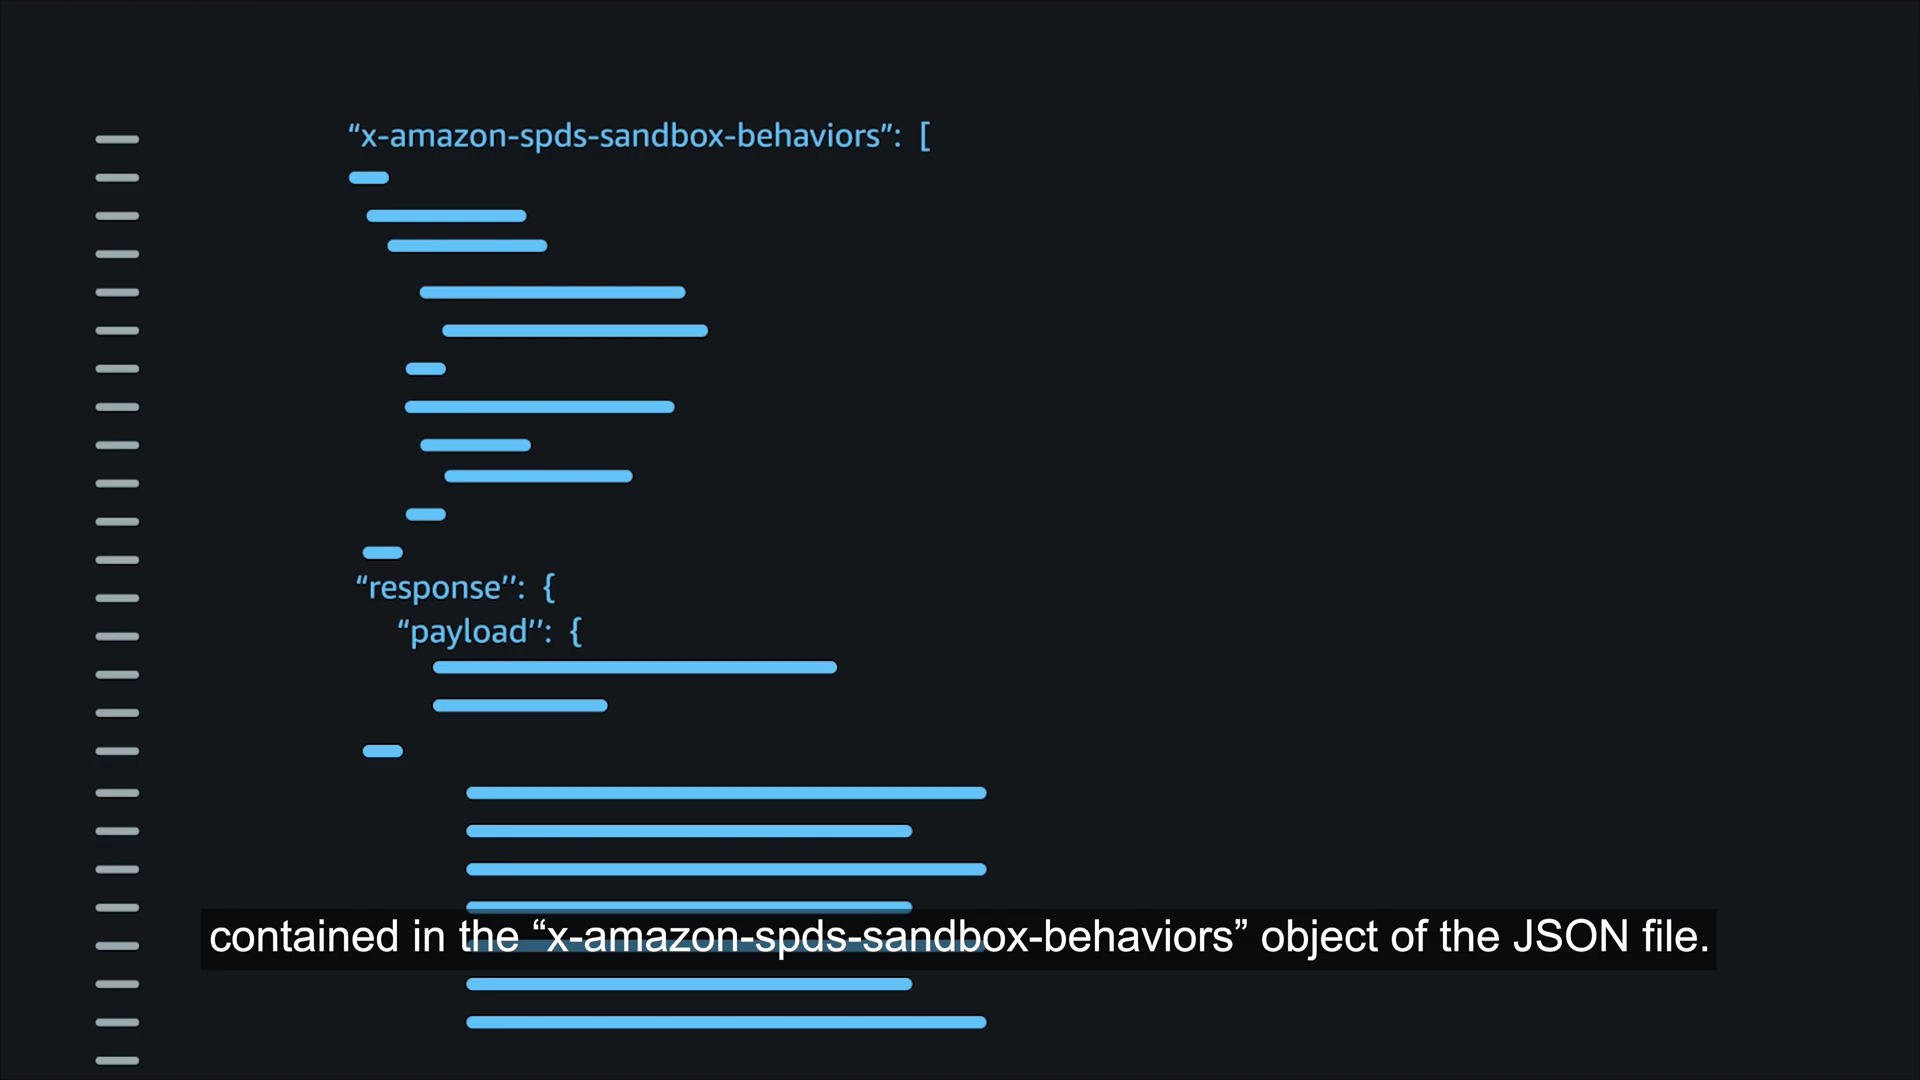 “x-amazon-spds-sandbox-behaviors”: [
“response’’: {
“payload’’: {
contained in the “x-amazon-spds-sandbox-behaviors” object of the JSON file.